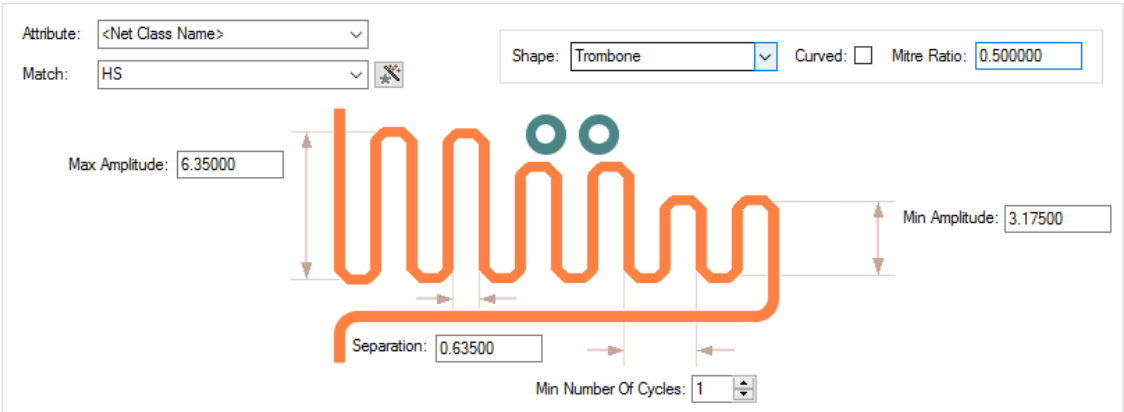 Attribute: <Net Class Name>
Match: HS
Shape: Trombone Curved: Mitre Ratio: 0.500000
Max Amplitude: 6.35000
Min Amplitude: 3.17500
Separation: 0.63500
Min Number Of Cycles: 1